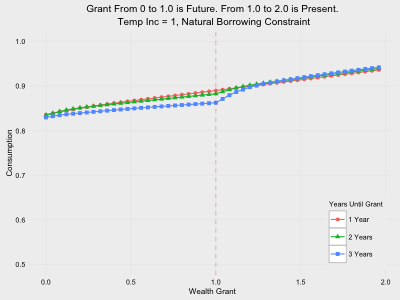 Grant From 0 to 1.0 is Future. From 1.0 to 2.0 is Present.
Temp Inc = 1, Natural Borrowing Constraint
1.0
0.9
0.8
0.7
0.6
0.5
Consumption
0.0
0.5
1.0
1.5
2.0
Wealth Grant
Years Until Grant
1 Year
2 Years
3 Years